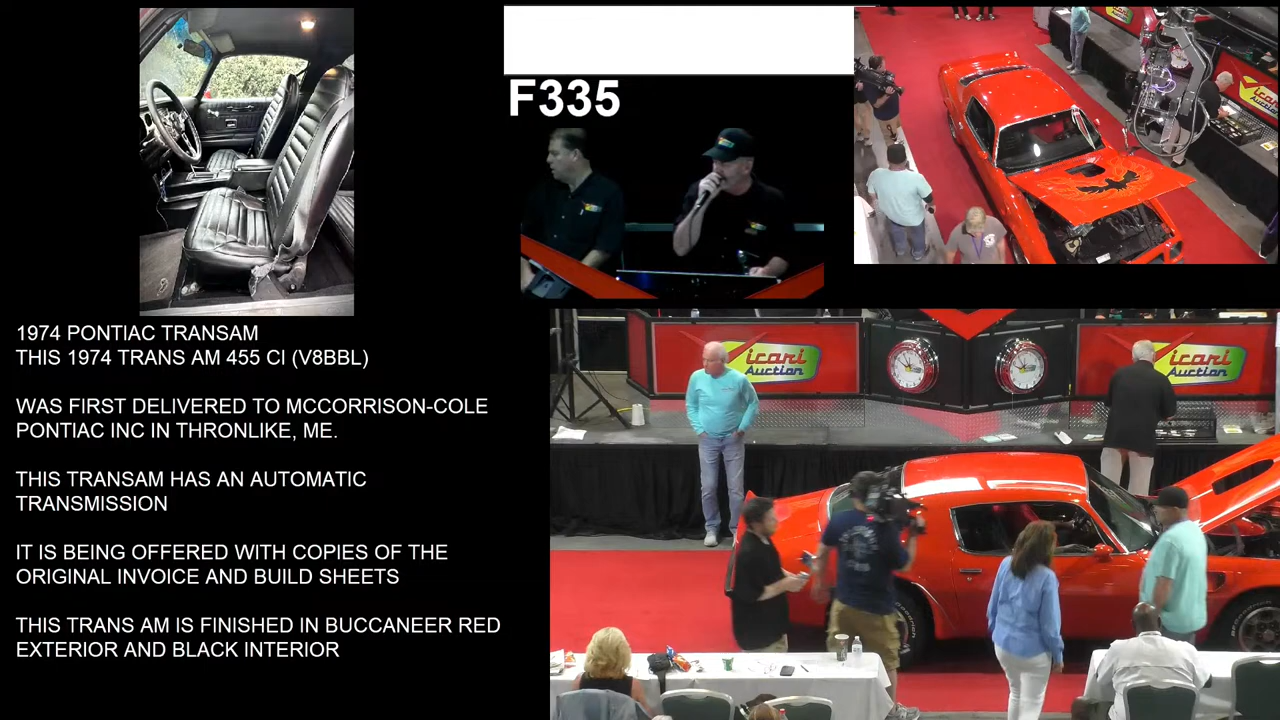 F335
1974 PONTIAC TRANSAM
THIS 1974 TRANS AM 455 CI (V8BBL)
WAS FIRST DELIVERED TO MCCORRISON-COLE
PONTIAC INC IN THRONLIKE, ME.
THIS TRANSAM HAS AN AUTOMATIC
TRANSMISSION
IT IS BEING OFFERED WITH COPIES OF THE
ORIGINAL INVOICE AND BUILD SHEETS
THIS TRANS AM IS FINISHED IN BUCCANEER RED
EXTERIOR AND BLACK INTERIOR
Vicari
Auction
Vicari
Auction